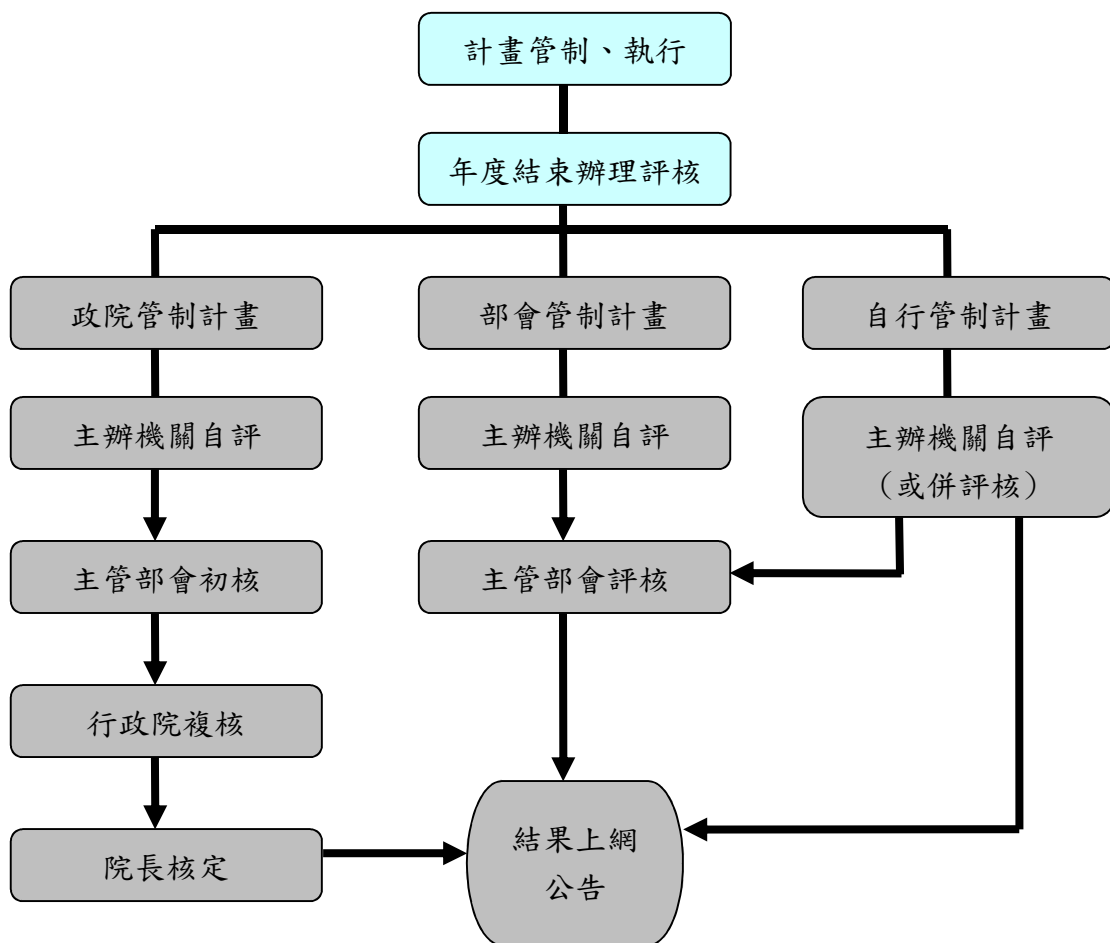 計畫管制、執行
年度結束辦理評核
政院管制計畫
部會管制計畫
自行管制計畫
主辦機關自評
主辦機關自評
主辦機關自評
（或併評核）
主管部會初核
主管部會評核
行政院複核
院長核定
結果上網
公告